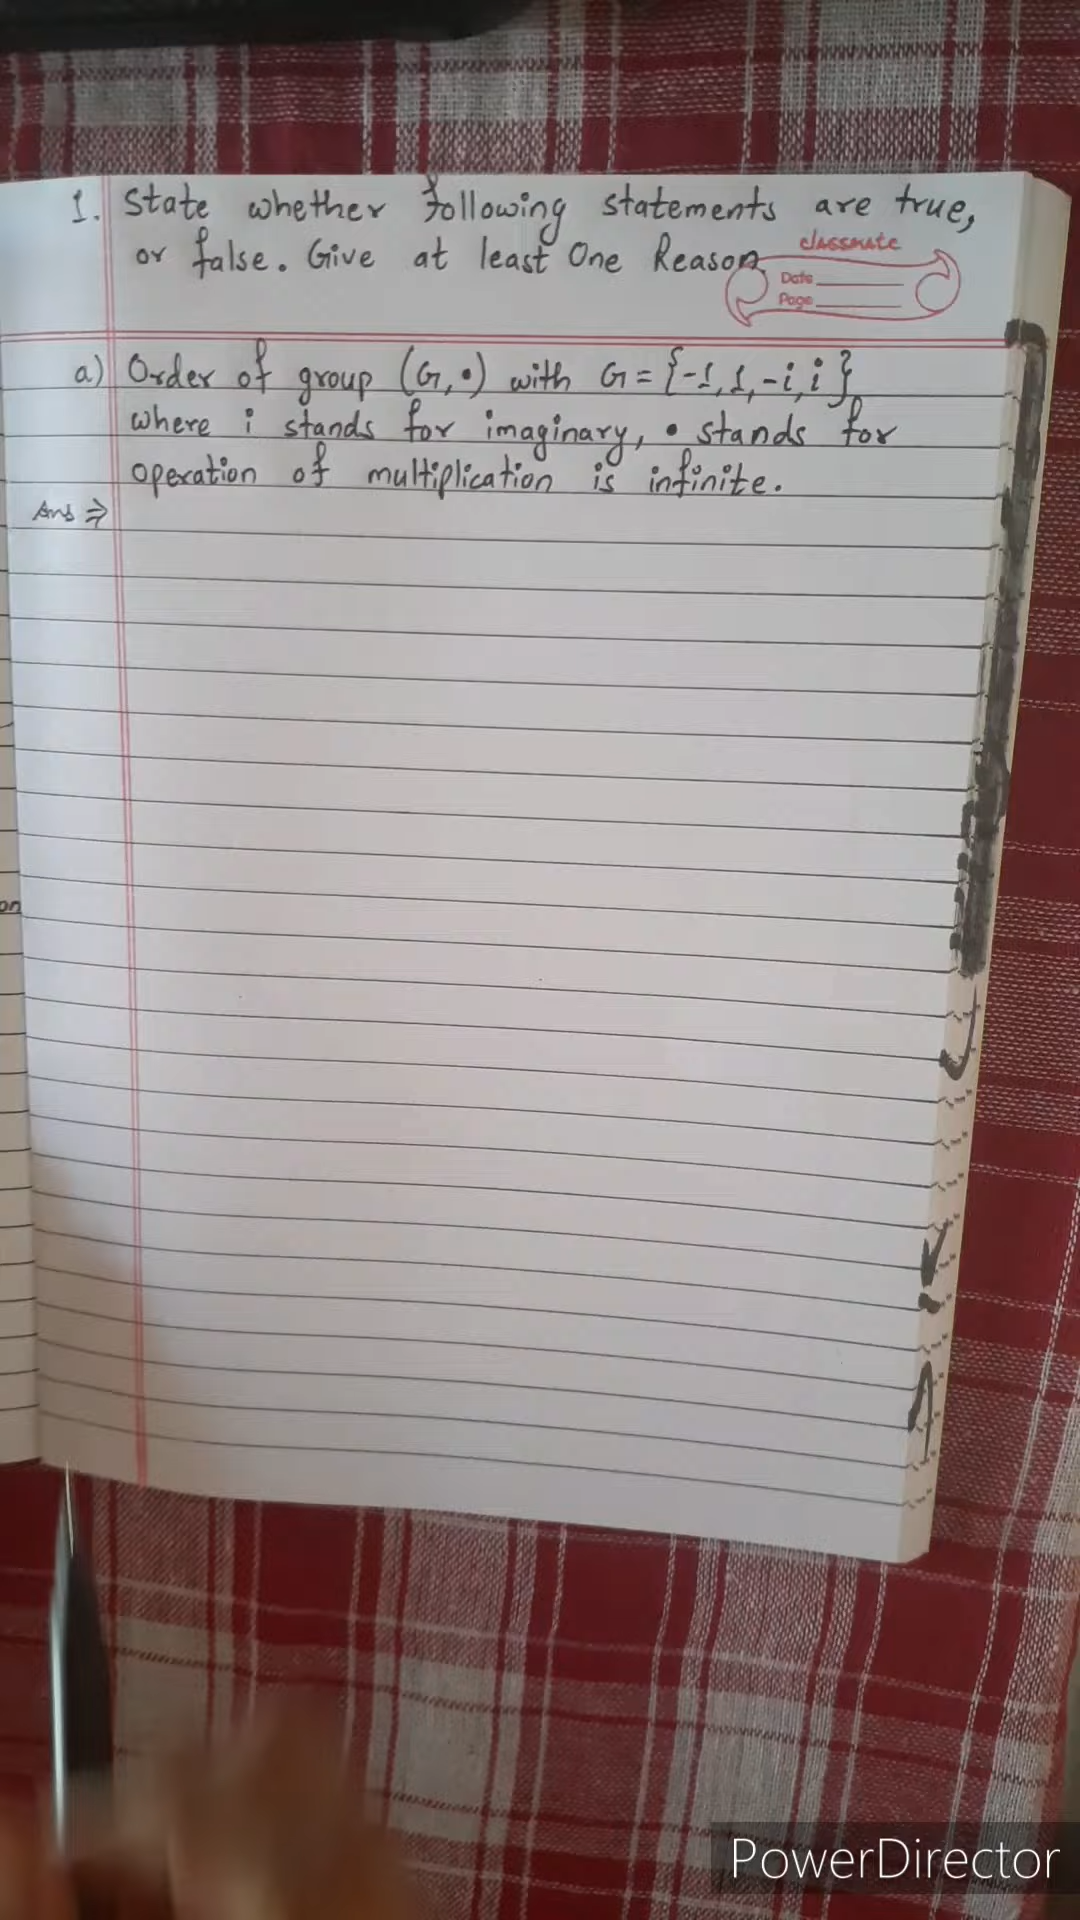 1. State whether following statements are true,
or false. Give at least One Reason.
classmate
Date
Page
a) Order of group (G, •) with G = {-1, 1, -i, i}
where i stands for imaginary, • stands for
operation of multiplication is infinite.
Ans ⇒
on
PowerDirector